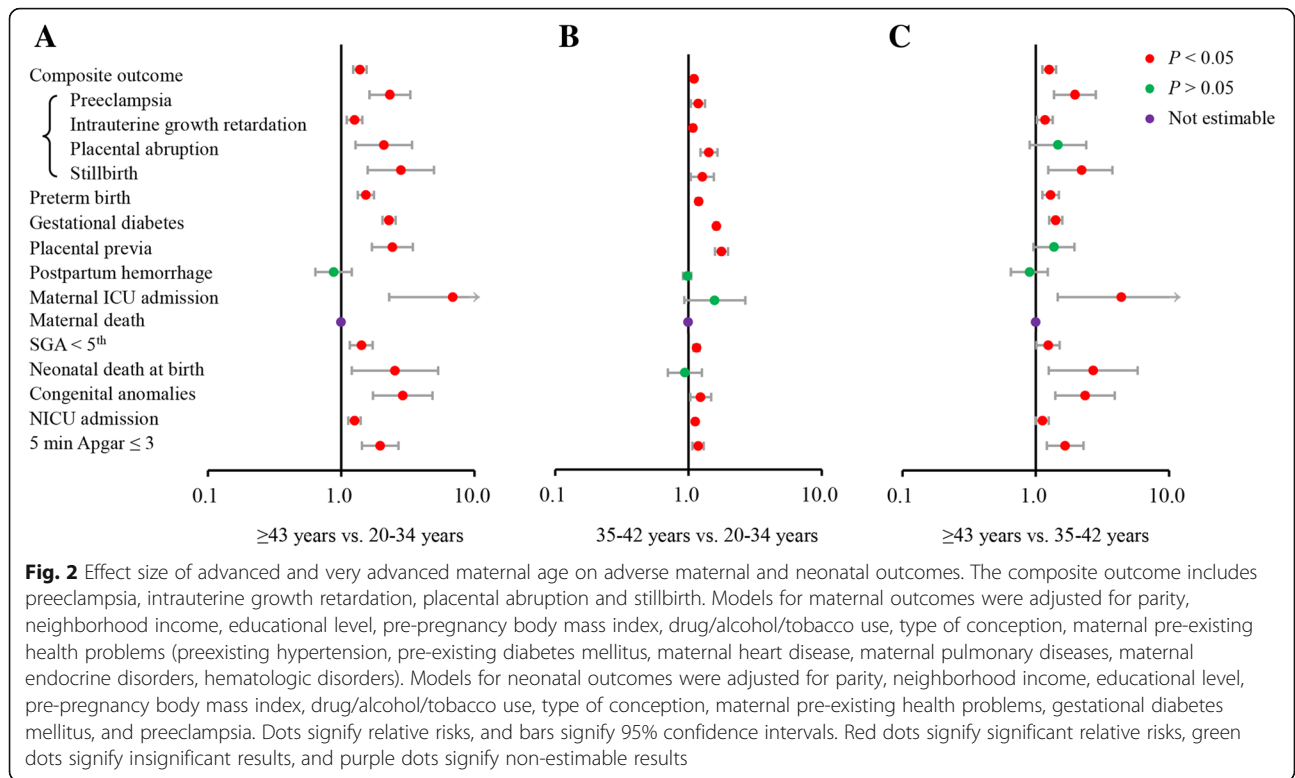 A B C
Composite outcome
Preeclampsia
Intrauterine growth retardation
Placental abruption
Stillbirth
Preterm birth
Gestational diabetes
Placental previa
Postpartum hemorrhage
Maternal ICU admission
Maternal death
SGA < 5th
Neonatal death at birth
Congenital anomalies
NICU admission
5 min Apgar ≤ 3
P < 0.05
P > 0.05
Not estimable
0.1 1.0 10.0 0.1 1.0 10.0 0.1 1.0 10.0
≥43 years vs. 20-34 years 35-42 years vs. 20-34 years ≥43 years vs. 35-42 years
Fig. 2 Effect size of advanced and very advanced maternal age on adverse maternal and neonatal outcomes. The composite outcome includes
preeclampsia, intrauterine growth retardation, placental abruption and stillbirth. Models for maternal outcomes were adjusted for parity,
neighborhood income, educational level, pre-pregnancy body mass index, drug/alcohol/tobacco use, type of conception, maternal pre-existing
health problems (preexisting hypertension, pre-existing diabetes mellitus, maternal heart disease, maternal pulmonary diseases, maternal
endocrine disorders, hematologic disorders). Models for neonatal outcomes were adjusted for parity, neighborhood income, educational level,
pre-pregnancy body mass index, drug/alcohol/tobacco use, type of conception, maternal pre-existing health problems, gestational diabetes
mellitus, and preeclampsia. Dots signify relative risks, and bars signify 95% confidence intervals. Red dots signify significant relative risks, green
dots signify insignificant results, and purple dots signify non-estimable results